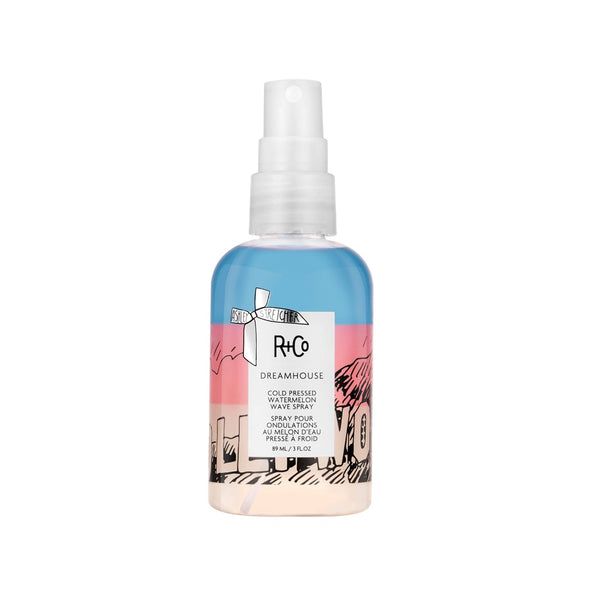 ASHLEY STREICHER
R+Co
DREAMHOUSE
COLD PRESSED
WATERMELON
WAVE SPRAY
SPRAY POUR
ONDULATIONS
AU MELON D'EAU
PRESSÉ À FROID
89 ML / 3 FL OZ